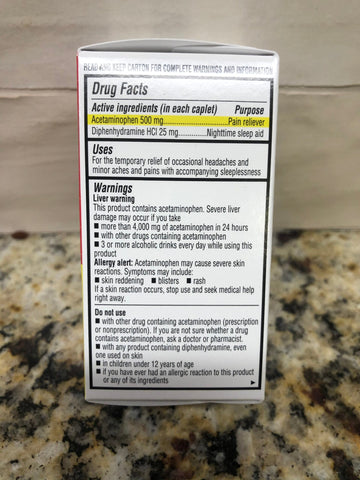 READ AND KEEP CARTON FOR COMPLETE WARNINGS AND INFORMATION
Drug Facts
Active ingredients (in each caplet) Purpose
Acetaminophen 500 mg....................Pain reliever
Diphenhydramine HCl 25 mg..........Nighttime sleep aid
Uses
For the temporary relief of occasional headaches and
minor aches and pains with accompanying sleeplessness
Warnings
Liver warning
This product contains acetaminophen. Severe liver
damage may occur if you take
■ more than 4,000 mg of acetaminophen in 24 hours
■ with other drugs containing acetaminophen
■ 3 or more alcoholic drinks every day while using this
product
Allergy alert: Acetaminophen may cause severe skin
reactions. Symptoms may include:
■ skin reddening ■ blisters ■ rash
If a skin reaction occurs, stop use and seek medical help
right away.
Do not use
■ with other drug containing acetaminophen (prescription
or nonprescription). If you are not sure whether a drug
contains acetaminophen, ask a doctor or pharmacist.
■ with any product containing diphenhydramine, even
one used on skin
■ in children under 12 years of age
■ if you have ever had an allergic reaction to this product
or any of its ingredients